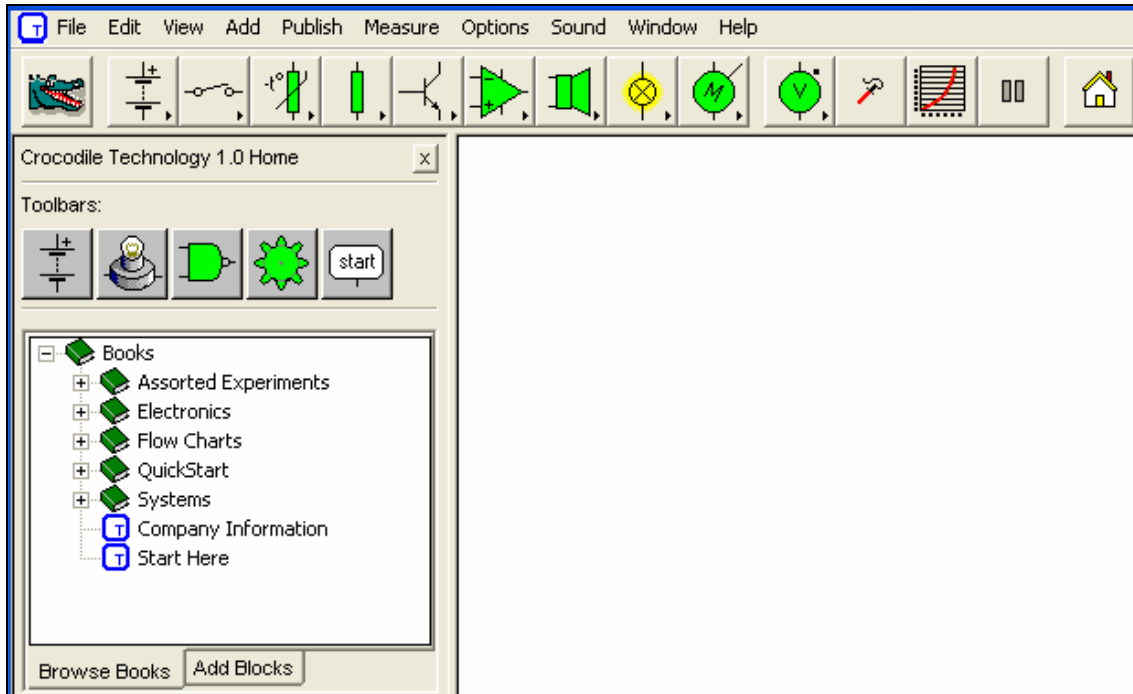 File Edit View Add Publish Measure Options Sound Window Help
+ -t° - + M V
Crocodile Technology 1.0 Home x
Toolbars:
+ start
Books
Assorted Experiments
Electronics
Flow Charts
QuickStart
Systems
T Company Information
T Start Here
Browse Books Add Blocks